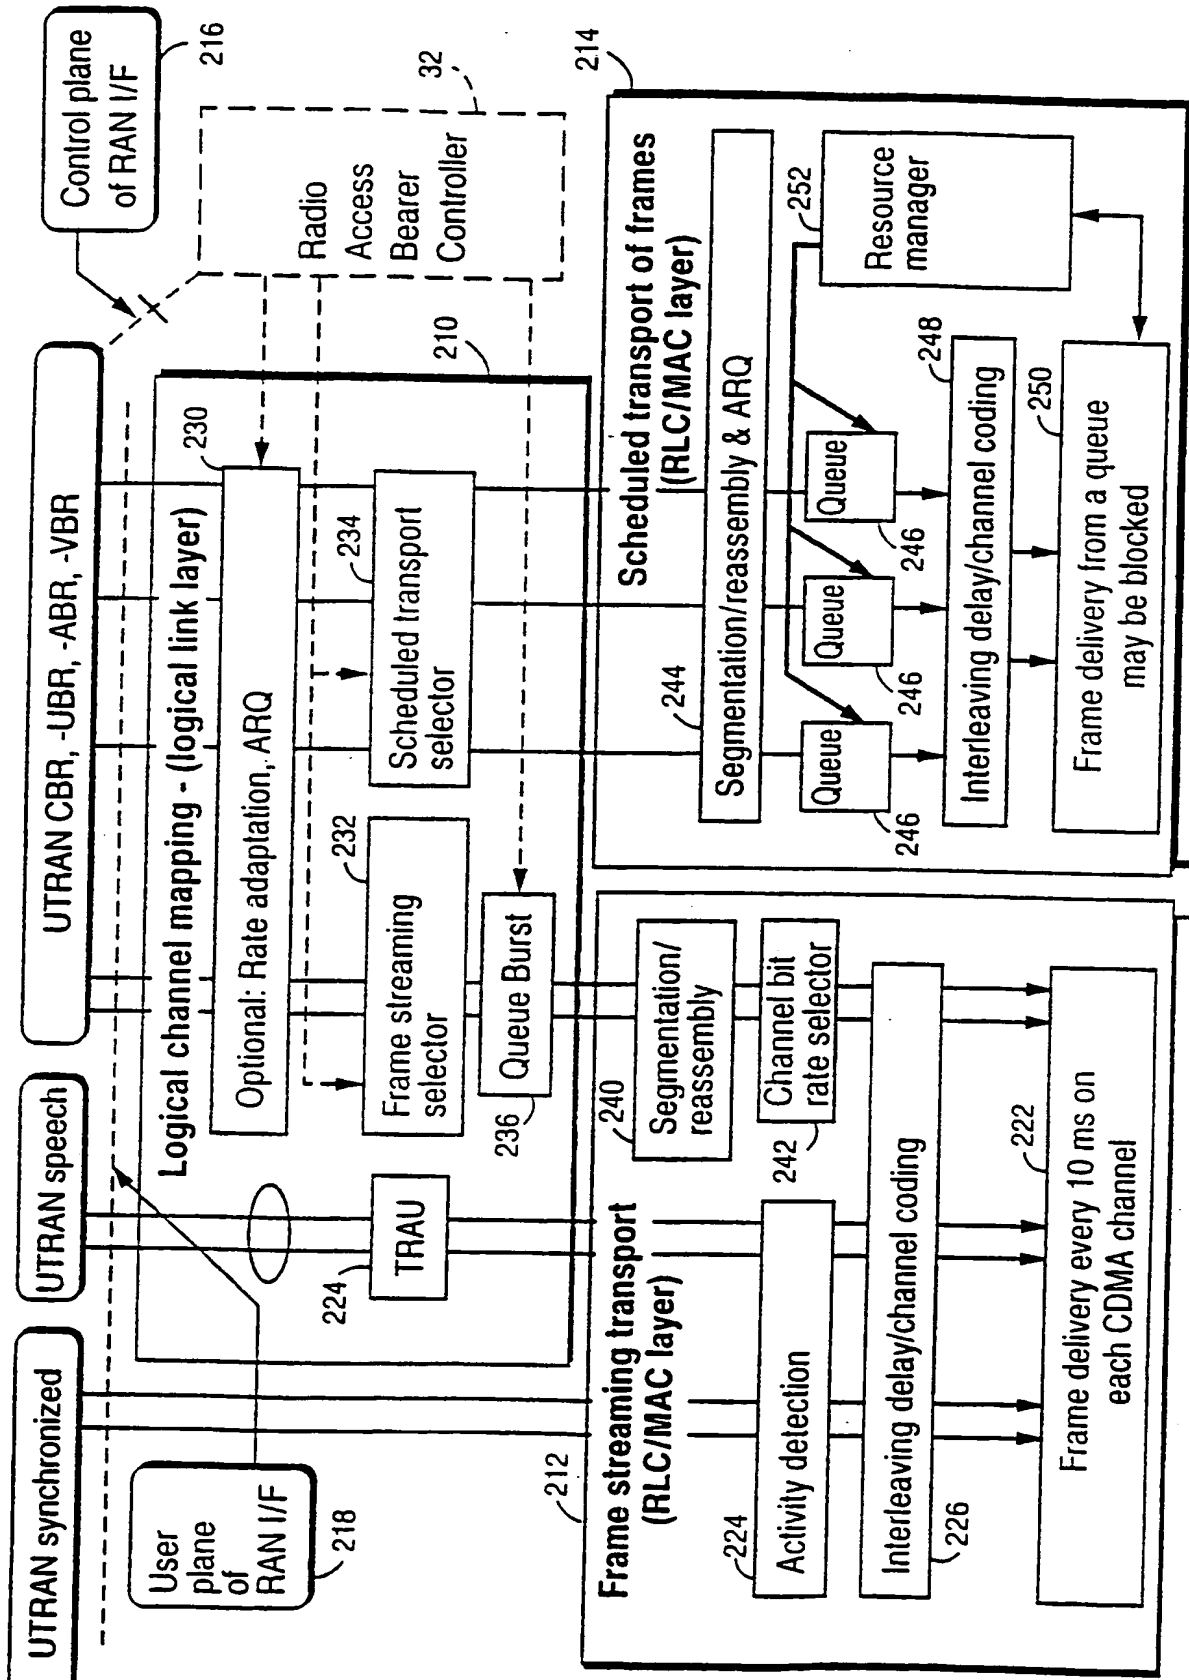 UTRAN synchronized
UTRAN speech
UTRAN CBR, -UBR, -ABR, -VBR
Control plane
of RAN I/F
216
User
plane
of
RAN I/F
218
Radio
Access
Bearer
Controller
32
Logical channel mapping - (logical link layer)
210
Optional: Rate adaptation, ARQ
230
TRAU
224
Frame streaming
selector
232
Scheduled transport
selector
234
Queue Burst
236
Frame streaming transport
(RLC/MAC layer)
212
Segmentation/
reassembly
240
Activity detection
224
Channel bit
rate selector
242
Interleaving delay/channel coding
226
Frame delivery every 10 ms on
each CDMA channel
222
Scheduled transport of frames
(RLC/MAC layer)
214
Segmentation/reassembly & ARQ
244
Queue
246
Queue
246
Queue
246
Resource
manager
252
Interleaving delay/channel coding
248
Frame delivery from a queue
may be blocked
250